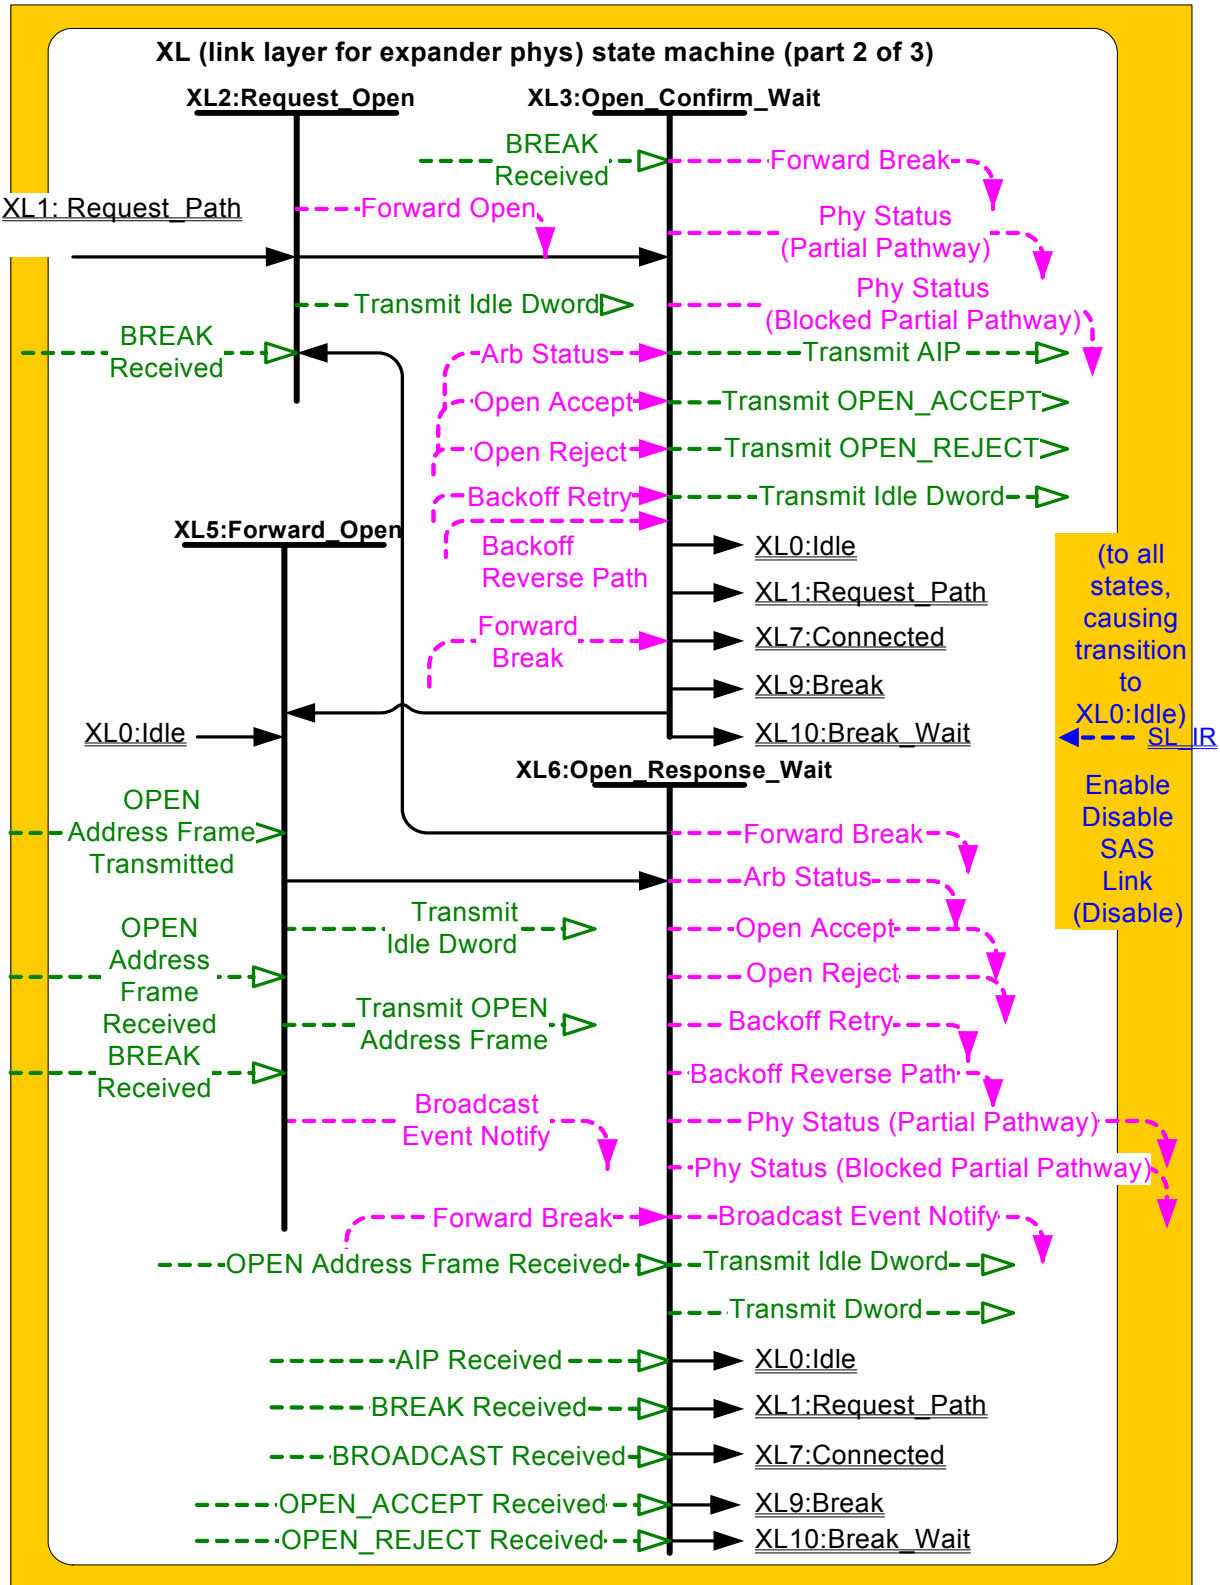 XL (link layer for expander phys) state machine (part 2 of 3)
XL2:Request_Open
XL3:Open_Confirm_Wait
BREAK
Received
Forward Break
XL1: Request_Path
Forward Open
Phy Status
(Partial Pathway)
Transmit Idle Dword
Phy Status
(Blocked Partial Pathway)
BREAK
Received
Arb Status
Transmit AIP
Open Accept
Transmit OPEN_ACCEPT
Open Reject
Transmit OPEN_REJECT
Backoff Retry
Transmit Idle Dword
XL5:Forward_Open
Backoff
Reverse Path
XL0:Idle
XL1:Request_Path
Forward
Break
XL7:Connected
XL9:Break
XL0:Idle
XL10:Break_Wait
(to all
states,
causing
transition
to
XL0:Idle)
SL_IR
Enable
Disable
SAS
Link
(Disable)
XL6:Open_Response_Wait
OPEN
Address Frame
Transmitted
Forward Break
Arb Status
Transmit
Idle Dword
Open Accept
OPEN
Address
Frame
Received
Open Reject
Transmit OPEN
Address Frame
Backoff Retry
BREAK
Received
Backoff Reverse Path
Broadcast
Event Notify
Phy Status (Partial Pathway)
Phy Status (Blocked Partial Pathway)
Forward Break
Broadcast Event Notify
OPEN Address Frame Received
Transmit Idle Dword
Transmit Dword
AIP Received
XL0:Idle
BREAK Received
XL1:Request_Path
BROADCAST Received
XL7:Connected
OPEN_ACCEPT Received
XL9:Break
OPEN_REJECT Received
XL10:Break_Wait